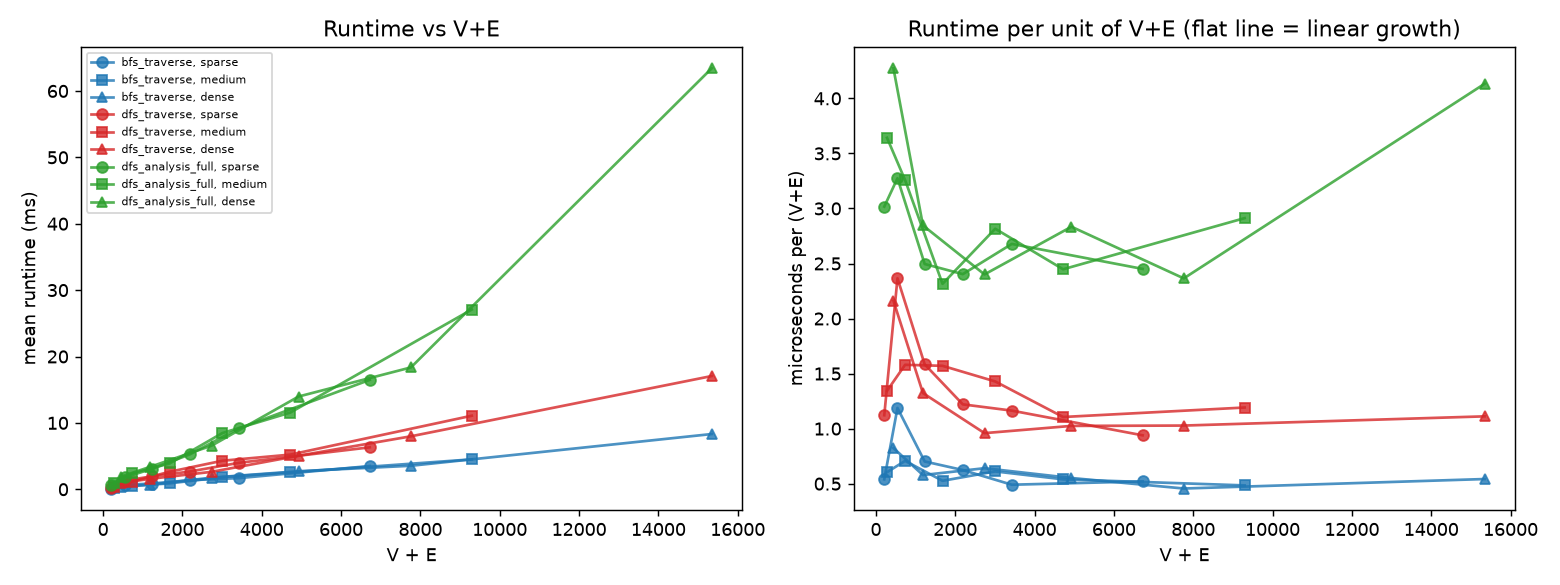 Runtime vs V+E
bfs_traverse, sparse
bfs_traverse, medium
bfs_traverse, dense
dfs_traverse, sparse
dfs_traverse, medium
dfs_traverse, dense
dfs_analysis_full, sparse
dfs_analysis_full, medium
dfs_analysis_full, dense
mean runtime (ms)
60
50
40
30
20
10
0
0 2000 4000 6000 8000 10000 12000 14000 16000
V + E
Runtime per unit of V+E (flat line = linear growth)
microseconds per (V+E)
4.0
3.5
3.0
2.5
2.0
1.5
1.0
0.5
0 2000 4000 6000 8000 10000 12000 14000 16000
V + E